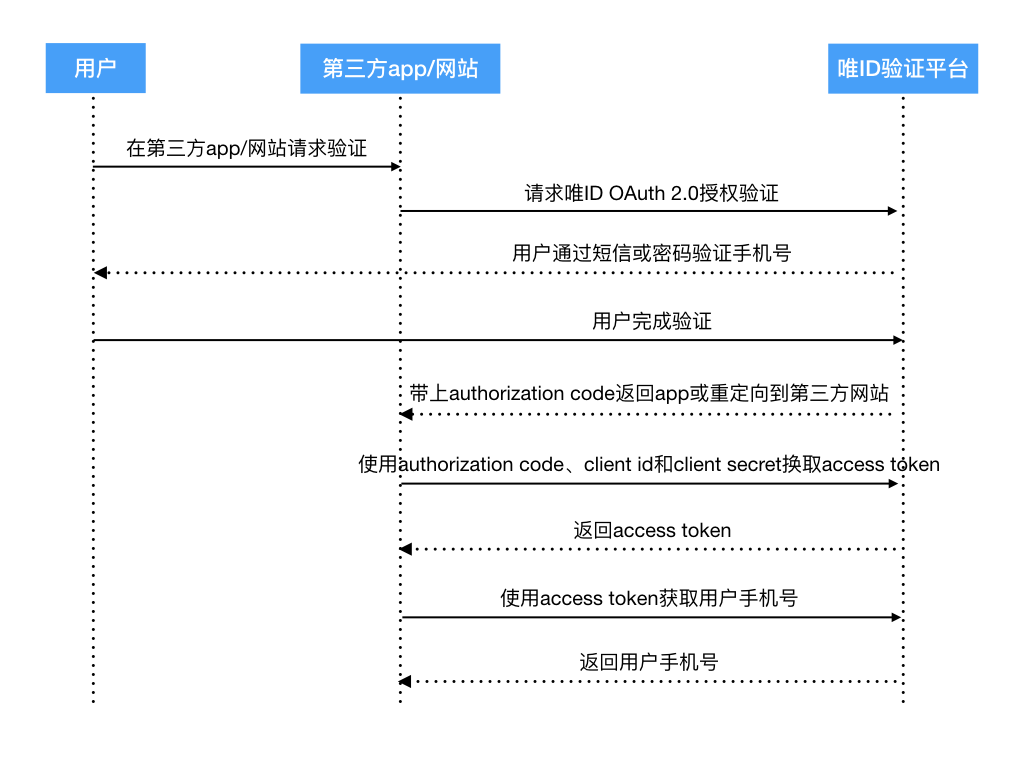 用户
第三方app/网站
唯ID验证平台
在第三方app/网站请求验证
请求唯ID OAuth 2.0授权验证
用户通过短信或密码验证手机号
用户完成验证
带上authorization code返回app或重定向到第三方网站
使用authorization code、client id和client secret换取access token
返回access token
使用access token获取用户手机号
返回用户手机号